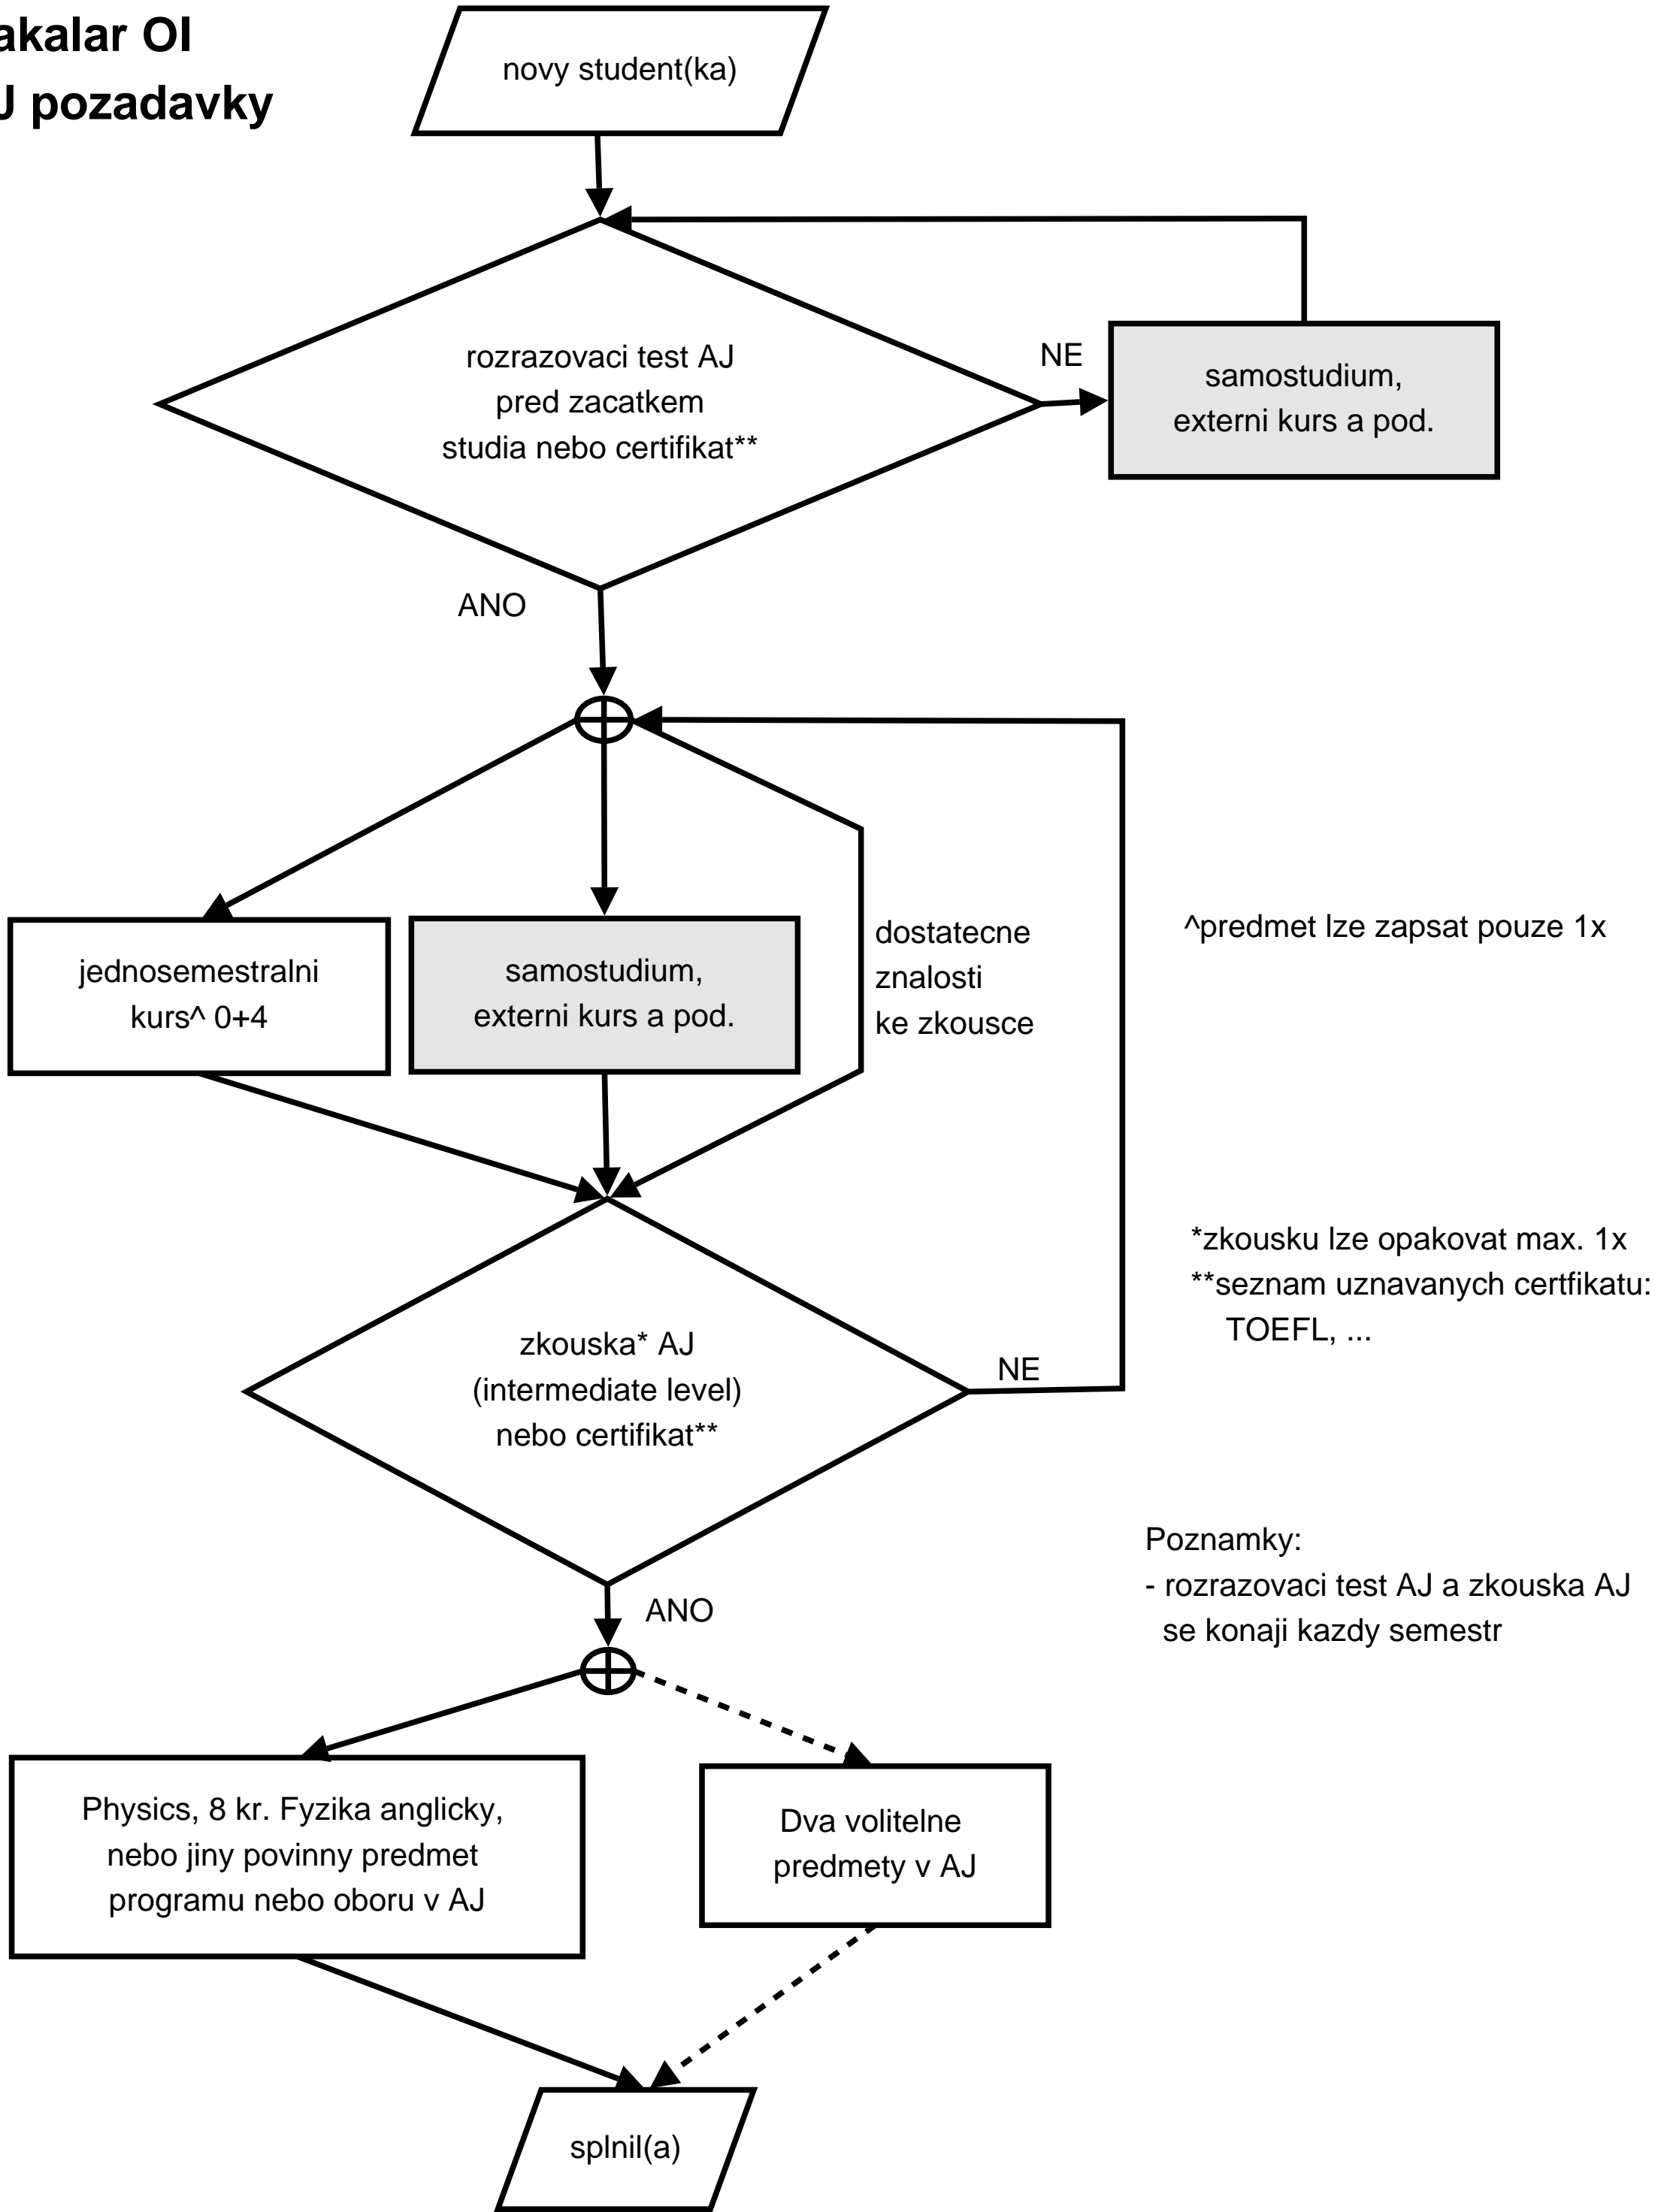 akalar OI
J pozadavky
novy student(ka)
rozrazovaci test AJ
pred zacatkem
studia nebo certifikat**
NE
samostudium,
externi kurs a pod.
ANO
jednosemestralni
kurs^ 0+4
samostudium,
externi kurs a pod.
dostatecne
znalosti
ke zkousce
^predmet lze zapsat pouze 1x
*zkousku lze opakovat max. 1x
**seznam uznavanych certfikatu:
TOEFL, ...
zkouska* AJ
(intermediate level)
nebo certifikat**
NE
Poznamky:
- rozrazovaci test AJ a zkouska AJ
se konaji kazdy semestr
ANO
Physics, 8 kr. Fyzika anglicky,
nebo jiny povinny predmet
programu nebo oboru v AJ
Dva volitelne
predmety v AJ
splnil(a)